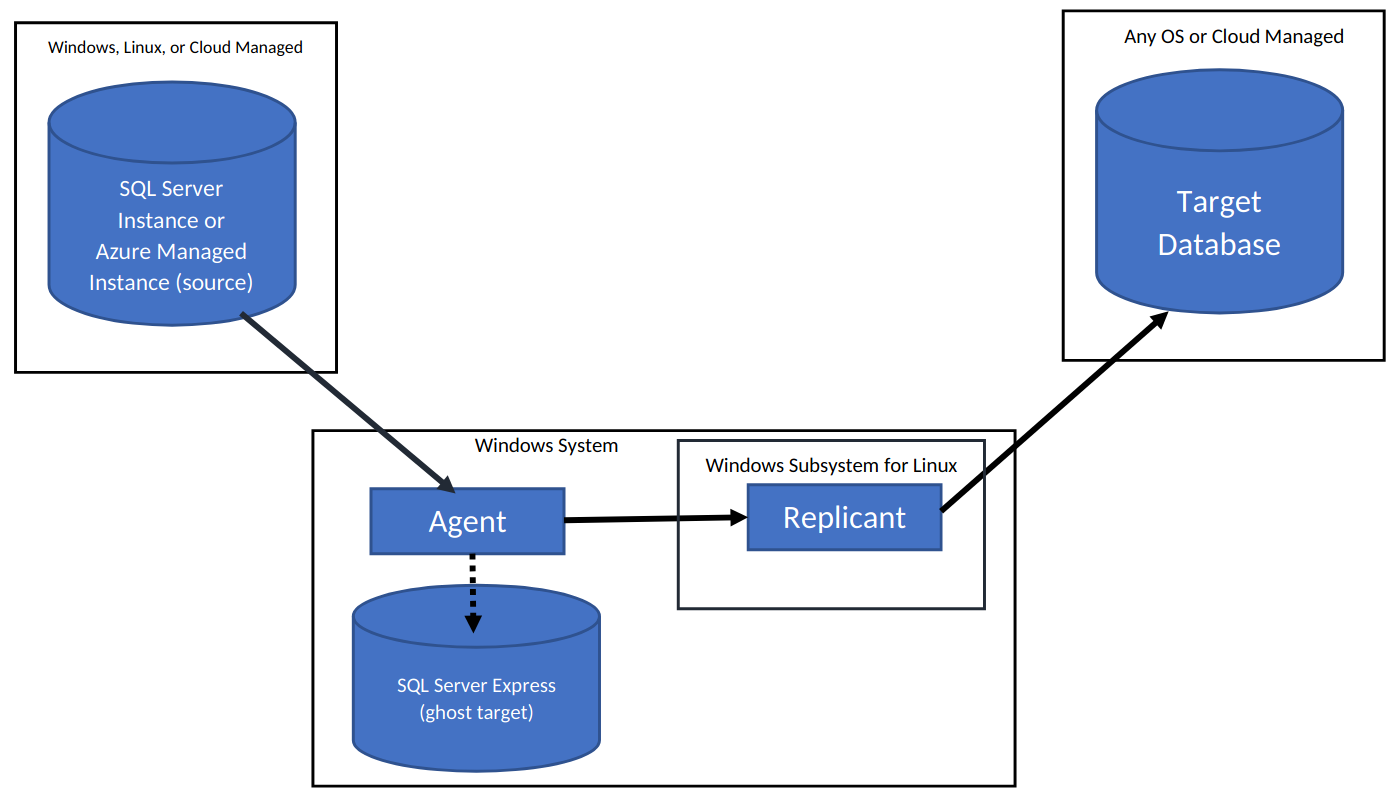 Windows, Linux, or Cloud Managed
SQL Server
Instance or
Azure Managed
Instance (source)
Any OS or Cloud Managed
Target
Database
Windows System
Windows Subsystem for Linux
Agent
Replicant
SQL Server Express
(ghost target)